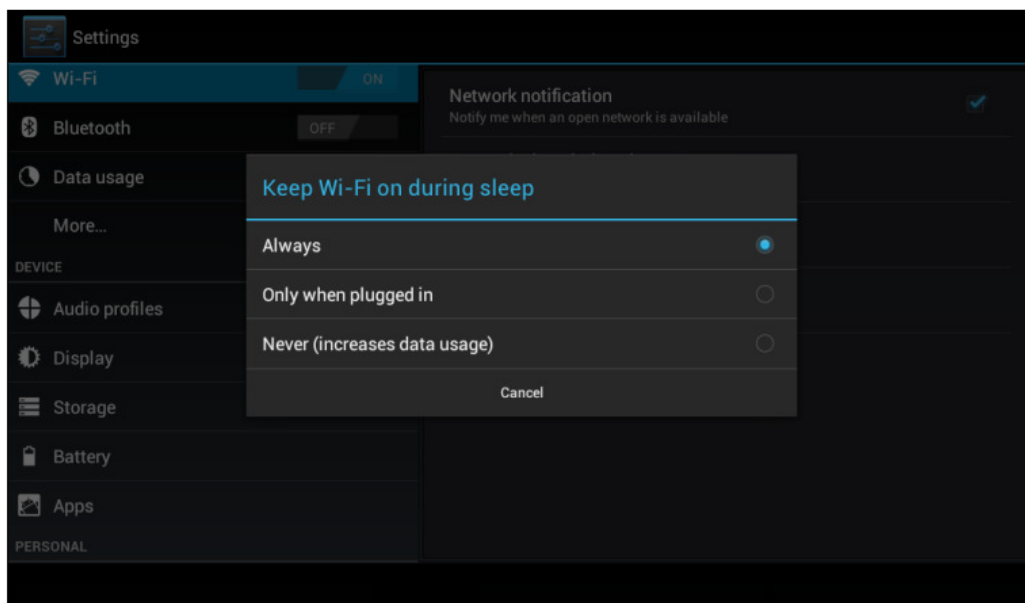 Settings
Wi-Fi
ON
Bluetooth
OFF
Data usage
More...
DEVICE
Audio profiles
Display
Storage
Battery
Apps
PERSONAL
Network notification
Notify me when an open network is available
Keep Wi-Fi on during sleep
Always
Only when plugged in
Never (increases data usage)
Cancel